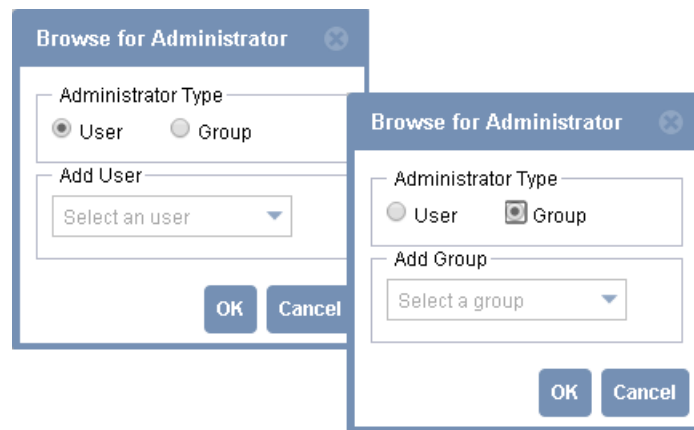 Browse for Administrator
Administrator Type
User Group
Add User
Select an user
OK Cancel
Browse for Administrator
Administrator Type
User Group
Add Group
Select a group
OK Cancel